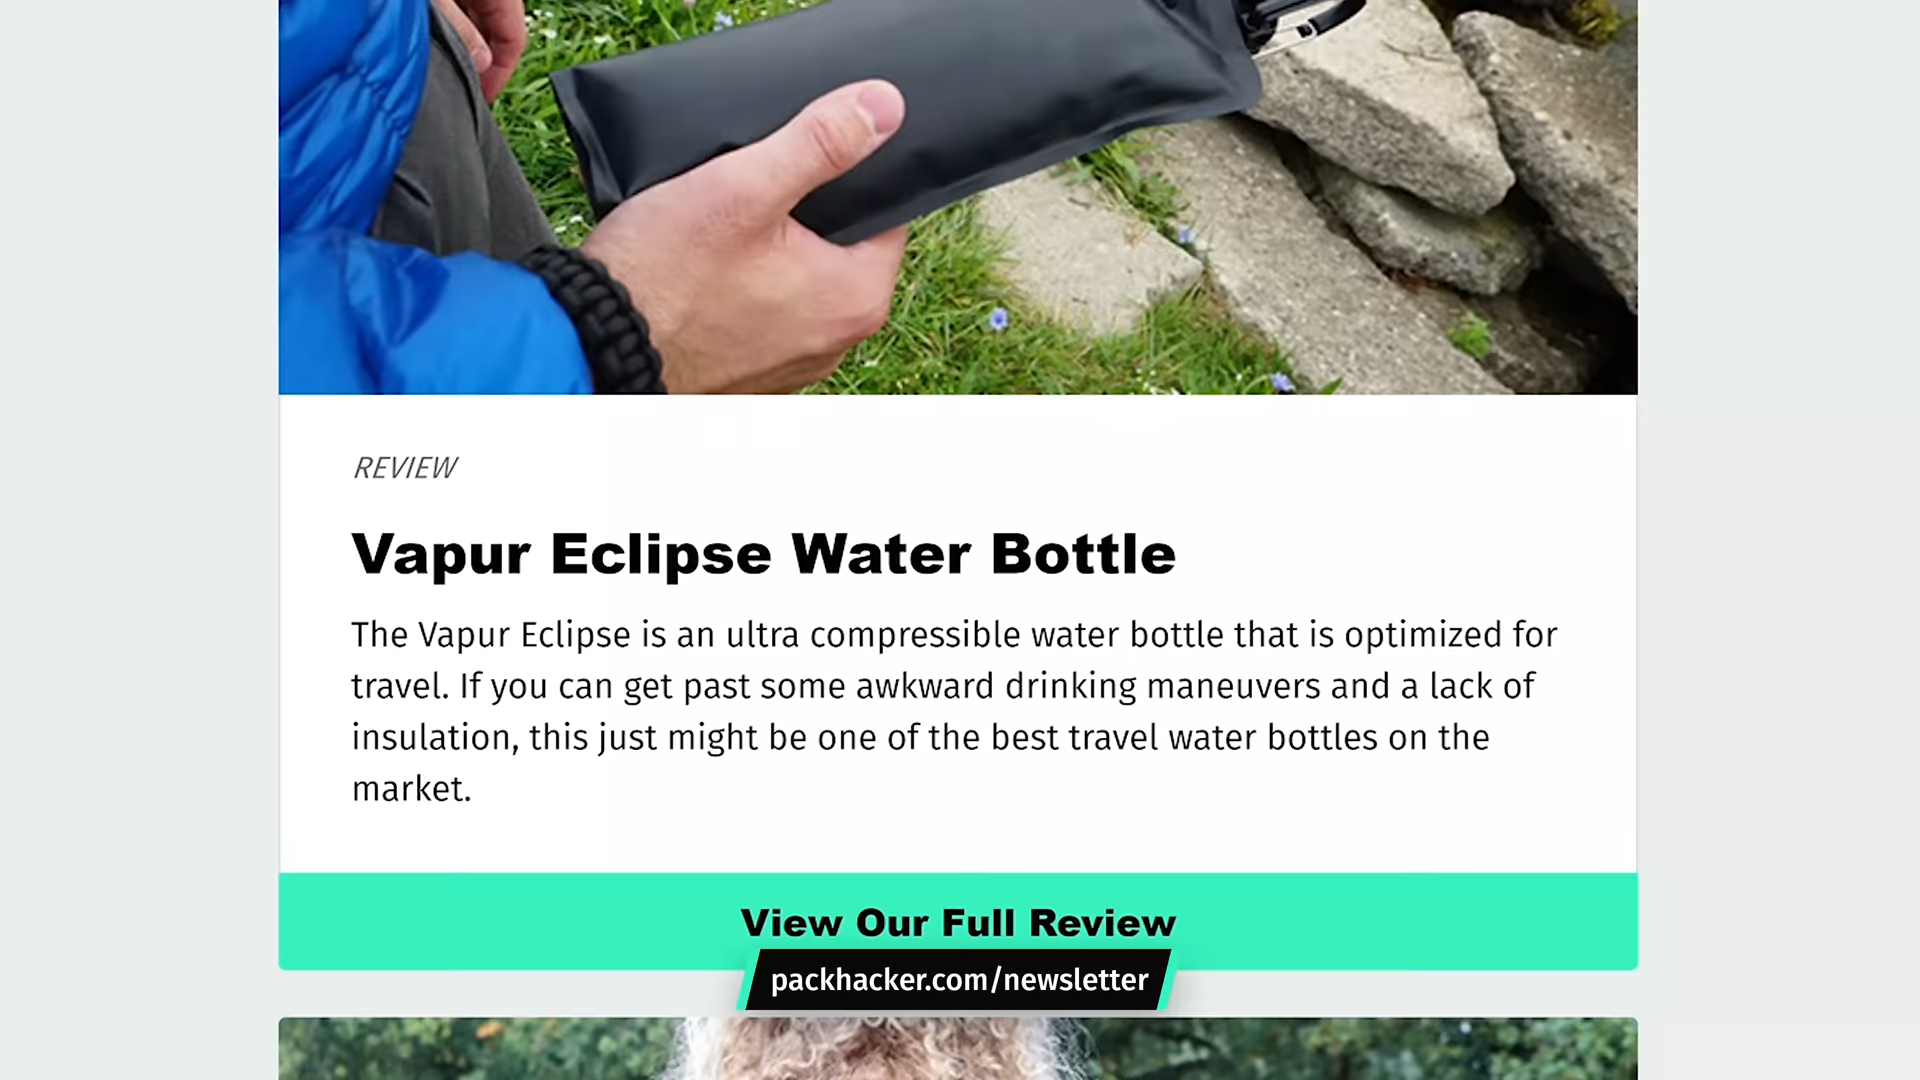 REVIEW
Vapur Eclipse Water Bottle
The Vapur Eclipse is an ultra compressible water bottle that is optimized for
travel. If you can get past some awkward drinking maneuvers and a lack of
insulation, this just might be one of the best travel water bottles on the
market.
View Our Full Review
packhacker.com/newsletter